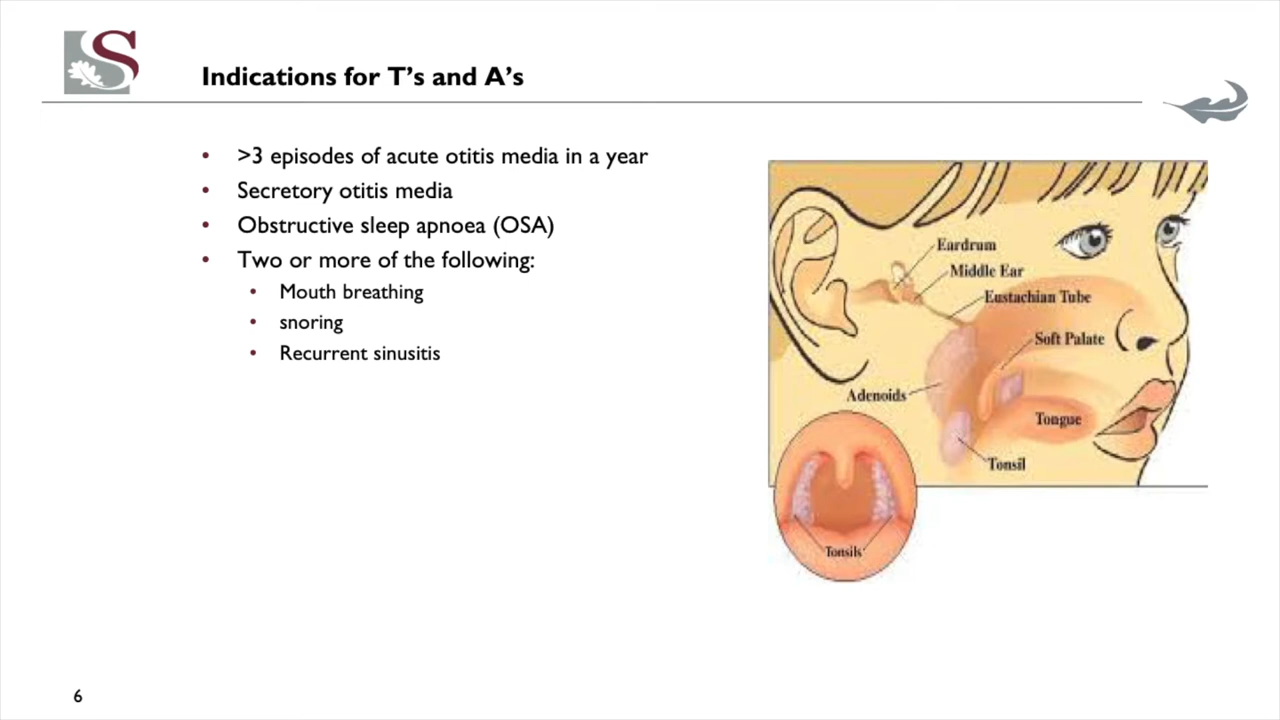 S
Indications for T’s and A’s
• >3 episodes of acute otitis media in a year
• Secretory otitis media
• Obstructive sleep apnoea (OSA)
• Two or more of the following:
• Mouth breathing
• snoring
• Recurrent sinusitis
Eardrum
Middle Ear
Eustachian Tube
Soft Palate
Adenoids
Tongue
Tonsil
Tonsils
6